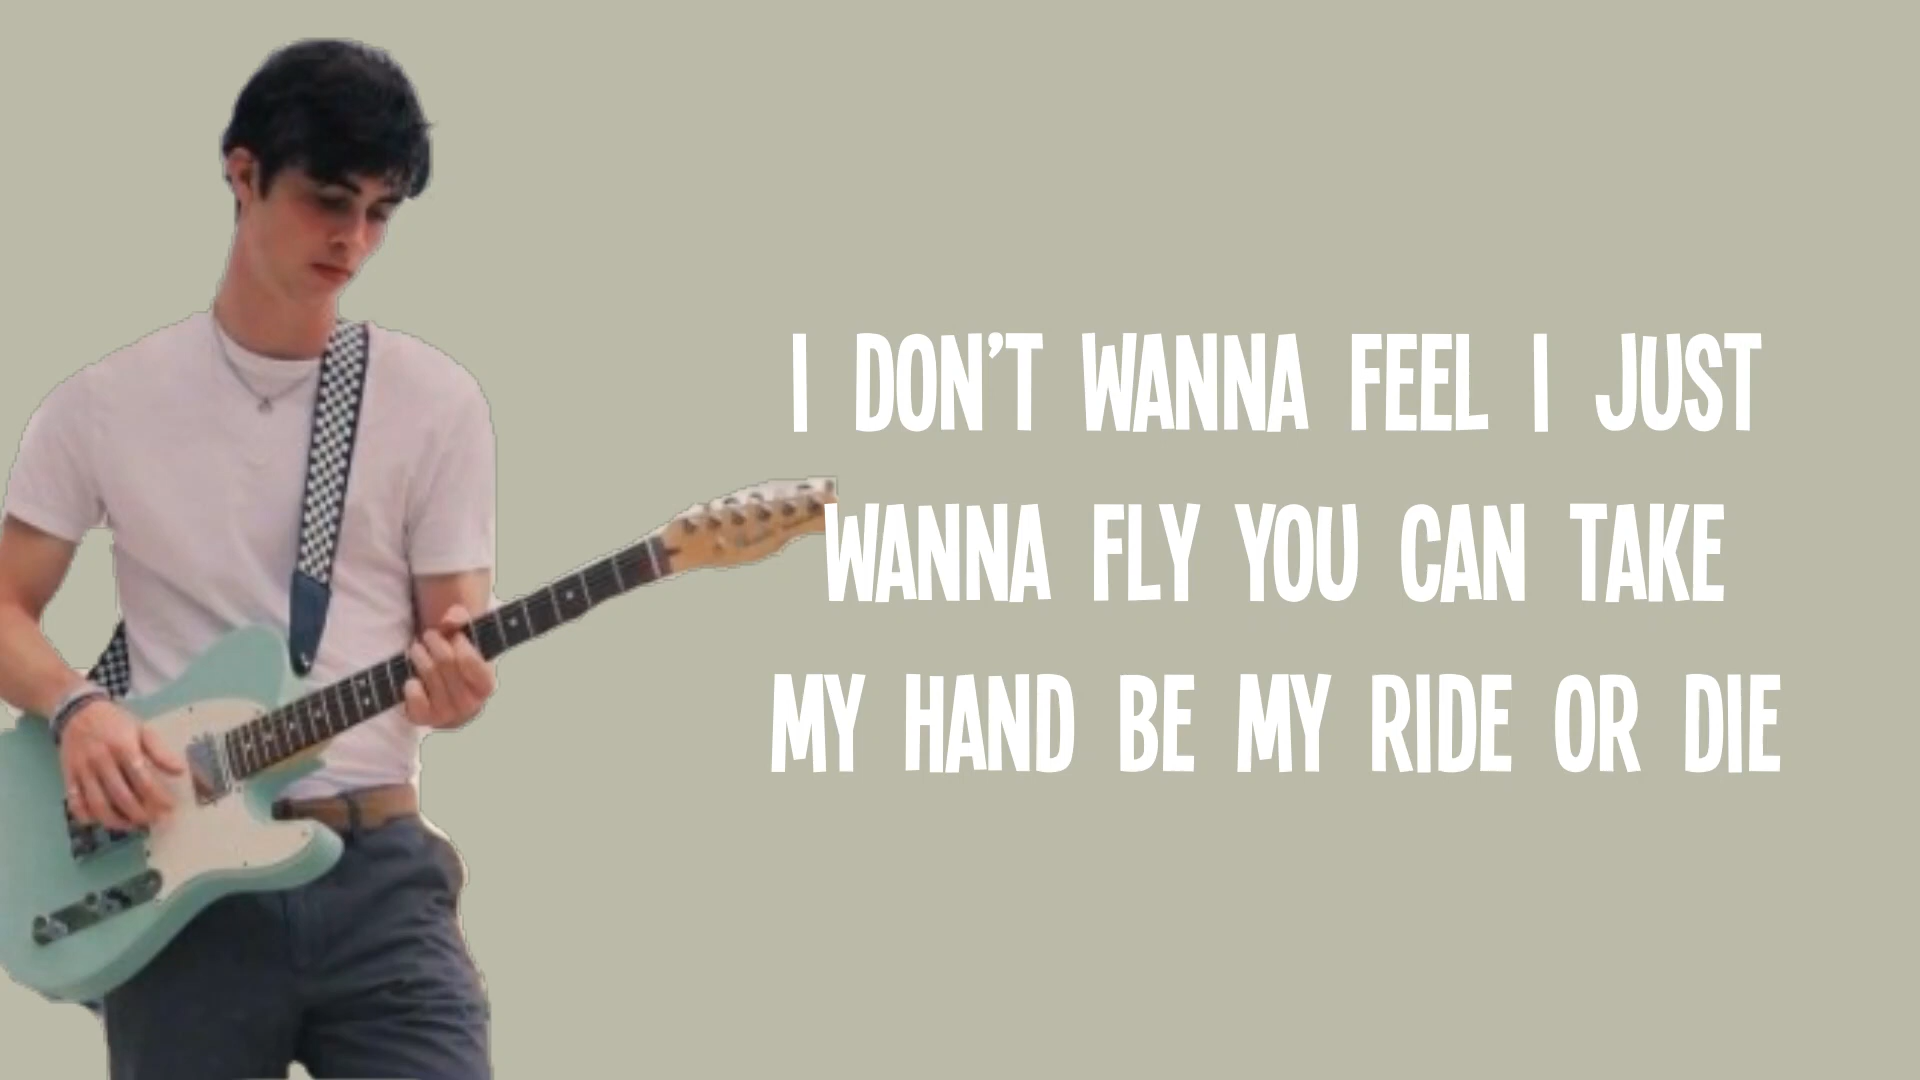 I DON'T WANNA FEEL I JUST
WANNA FLY YOU CAN TAKE
MY HAND BE MY RIDE OR DIE